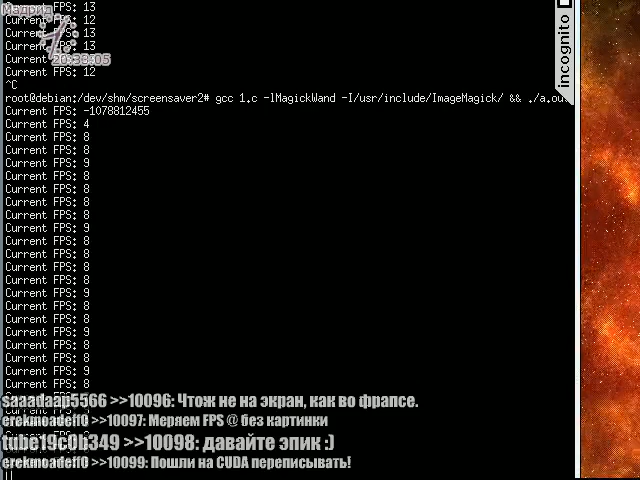 Мадрид
Current FPS: 13
Current FPS: 12
Current FPS: 13
Current FPS: 13
20:33:05
Current FPS: 12
^C
root@debian:/dev/shm/screensaver2# gcc 1.c -lMagickWand -I/usr/include/ImageMagick/ && ./a.ou
incognito
Current FPS: -1078812455
Current FPS: 4
Current FPS: 8
Current FPS: 8
Current FPS: 9
Current FPS: 8
Current FPS: 8
Current FPS: 8
Current FPS: 8
Current FPS: 9
Current FPS: 8
Current FPS: 8
Current FPS: 8
Current FPS: 8
Current FPS: 9
Current FPS: 8
Current FPS: 8
Current FPS: 9
Current FPS: 8
Current FPS: 8
Current FPS: 9
Current FPS: 8
saaadaap5566 >>10096: Чтож не на экран, как во фрапсе.
erekmoadeff0 >>10097: Меряем FPS @ без картинки
tube19c0b349 >>10098: давайте эпик :)
erekmoadeff0 >>10099: Пошли на CUDA переписывать!